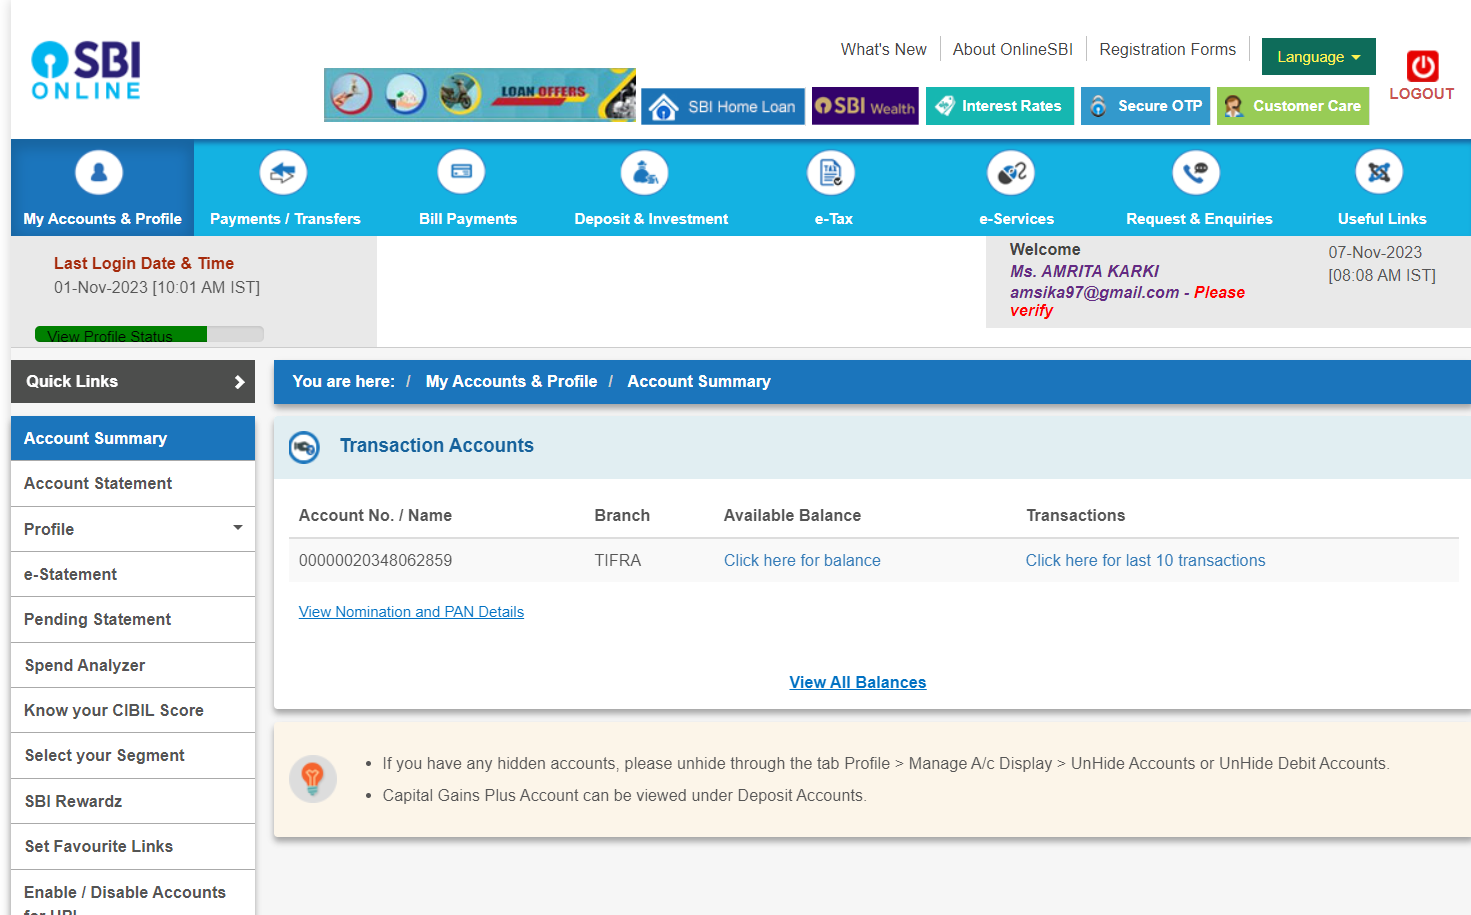 SBI
ONLINE
What's New
About OnlineSBI
Registration Forms
Language
LOGOUT
LOAN OFFERS
SBI Home Loan
SBI Wealth
Interest Rates
Secure OTP
Customer Care
My Accounts & Profile
Payments / Transfers
Bill Payments
Deposit & Investment
e-Tax
e-Services
Request & Enquiries
Useful Links
Last Login Date & Time
01-Nov-2023 [10:01 AM IST]
View Profile Status
Welcome
Ms. AMRITA KARKI
amsika97@gmail.com - Please
verify
07-Nov-2023
[08:08 AM IST]
Quick Links
Account Summary
Account Statement
Profile
e-Statement
Pending Statement
Spend Analyzer
Know your CIBIL Score
Select your Segment
SBI Rewardz
Set Favourite Links
Enable / Disable Accounts
for UPI
You are here: / My Accounts & Profile / Account Summary
Transaction Accounts
Account No. / Name Branch Available Balance Transactions
00000020348062859 TIFRA Click here for balance Click here for last 10 transactions
View Nomination and PAN Details
View All Balances
• If you have any hidden accounts, please unhide through the tab Profile > Manage A/c Display > UnHide Accounts or UnHide Debit Accounts.
• Capital Gains Plus Account can be viewed under Deposit Accounts.